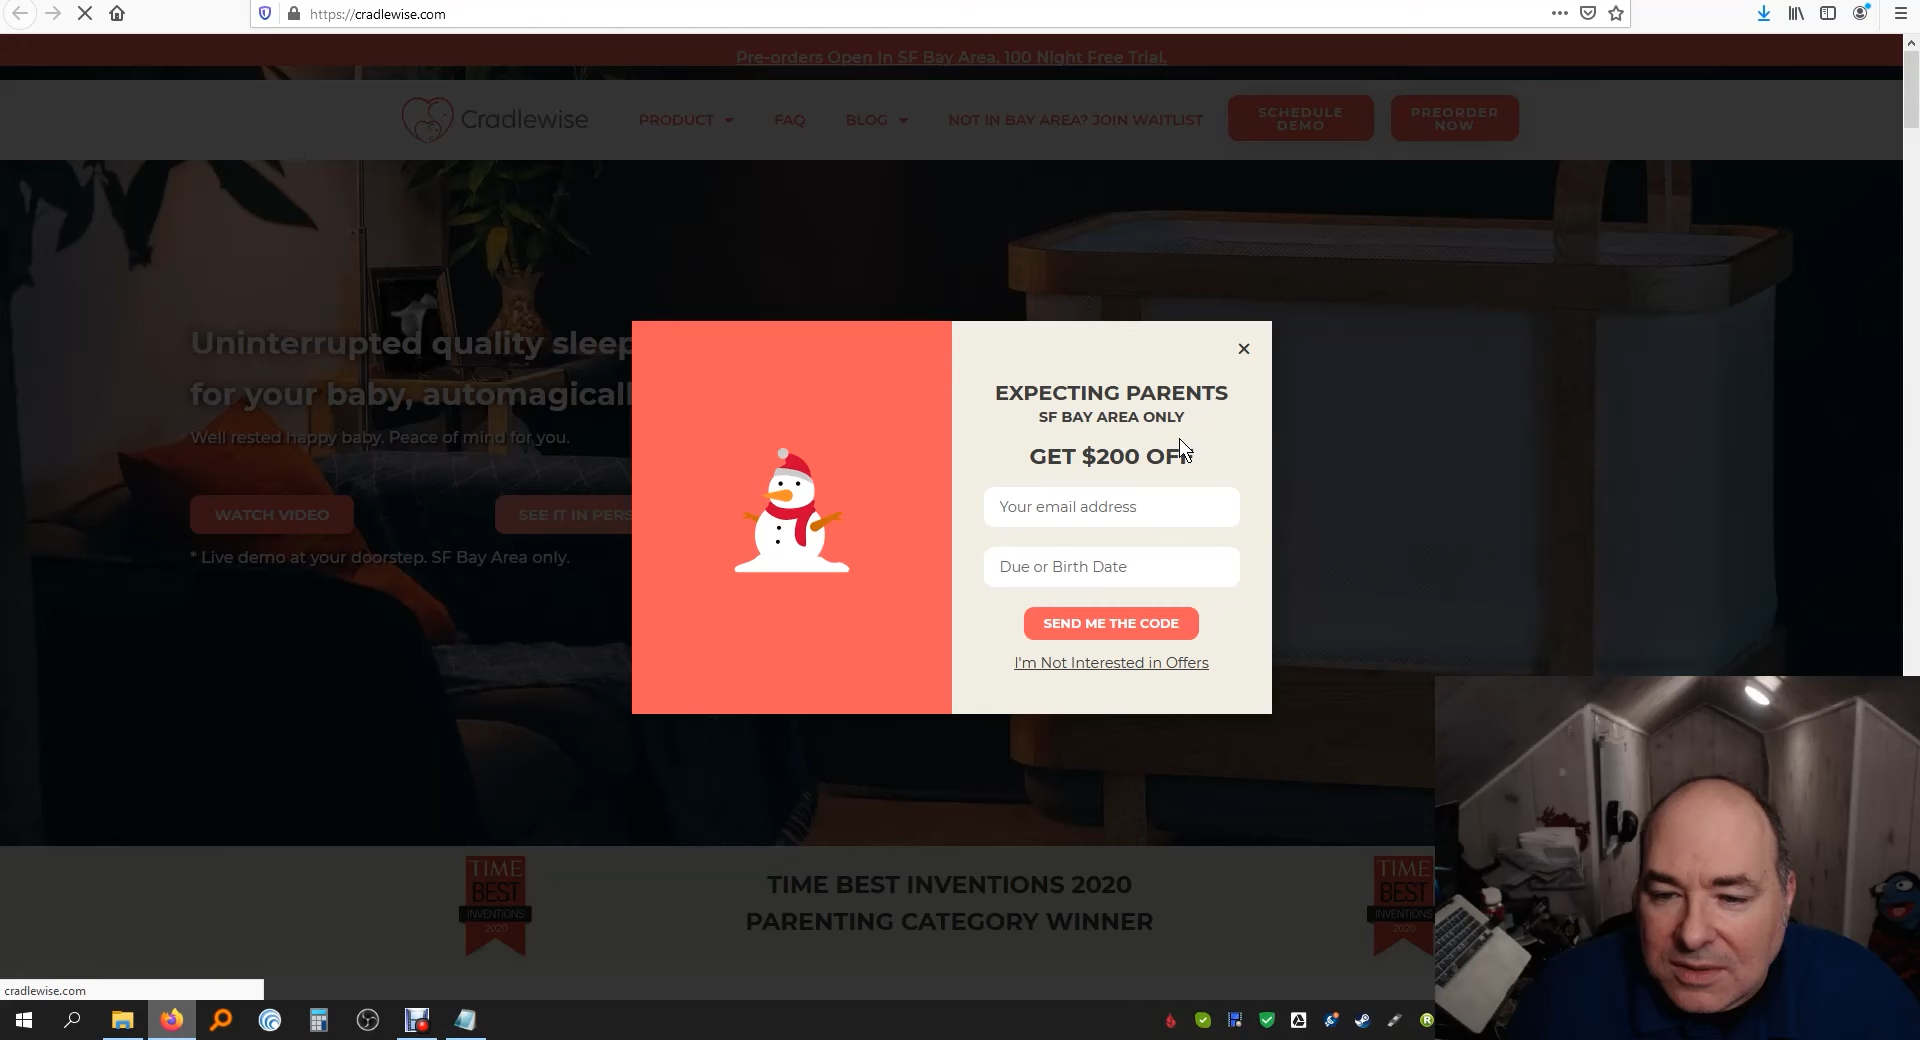 https://cradlewise.com
Pre-orders Open In SF Bay Area. 100 Night Free Trial.
Cradlewise
PRODUCT
FAQ
BLOG
NOT IN BAY AREA? JOIN WAITLIST
SCHEDULE
DEMO
PREORDER
NOW
Uninterrupted quality sleep
for your baby, automagicall
Well rested happy baby. Peace of mind for you.
WATCH VIDEO
SEE IT IN PERS
* Live demo at your doorstep. SF Bay Area only.
EXPECTING PARENTS
SF BAY AREA ONLY
GET $200 OFF
Your email address
Due or Birth Date
SEND ME THE CODE
I'm Not Interested in Offers
TIME
BEST
INVENTIONS
2020
TIME BEST INVENTIONS 2020
PARENTING CATEGORY WINNER
TIME
BEST
INVENTIONS
2020
cradlewise.com